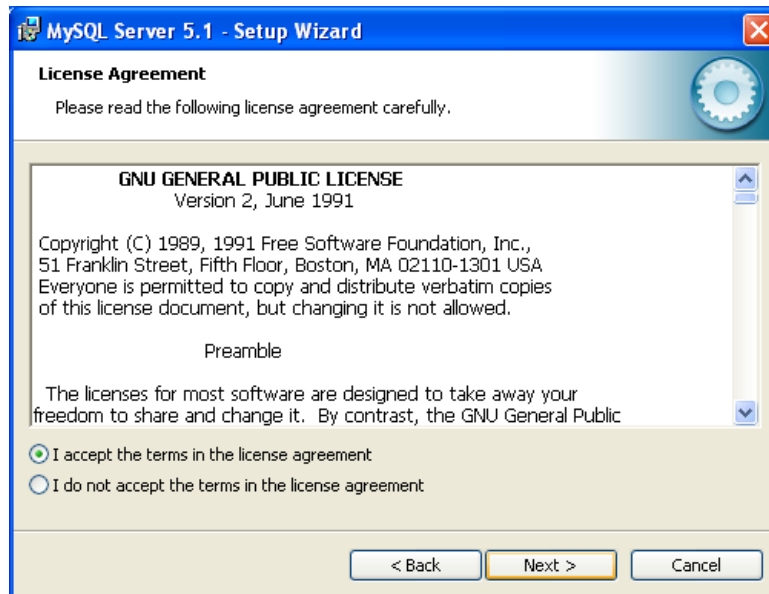 MySQL Server 5.1 - Setup Wizard
License Agreement
Please read the following license agreement carefully.
GNU GENERAL PUBLIC LICENSE
Version 2, June 1991
Copyright (C) 1989, 1991 Free Software Foundation, Inc.,
51 Franklin Street, Fifth Floor, Boston, MA 02110-1301 USA
Everyone is permitted to copy and distribute verbatim copies
of this license document, but changing it is not allowed.
Preamble
The licenses for most software are designed to take away your
freedom to share and change it.  By contrast, the GNU General Public
I accept the terms in the license agreement
I do not accept the terms in the license agreement
< Back Next > Cancel